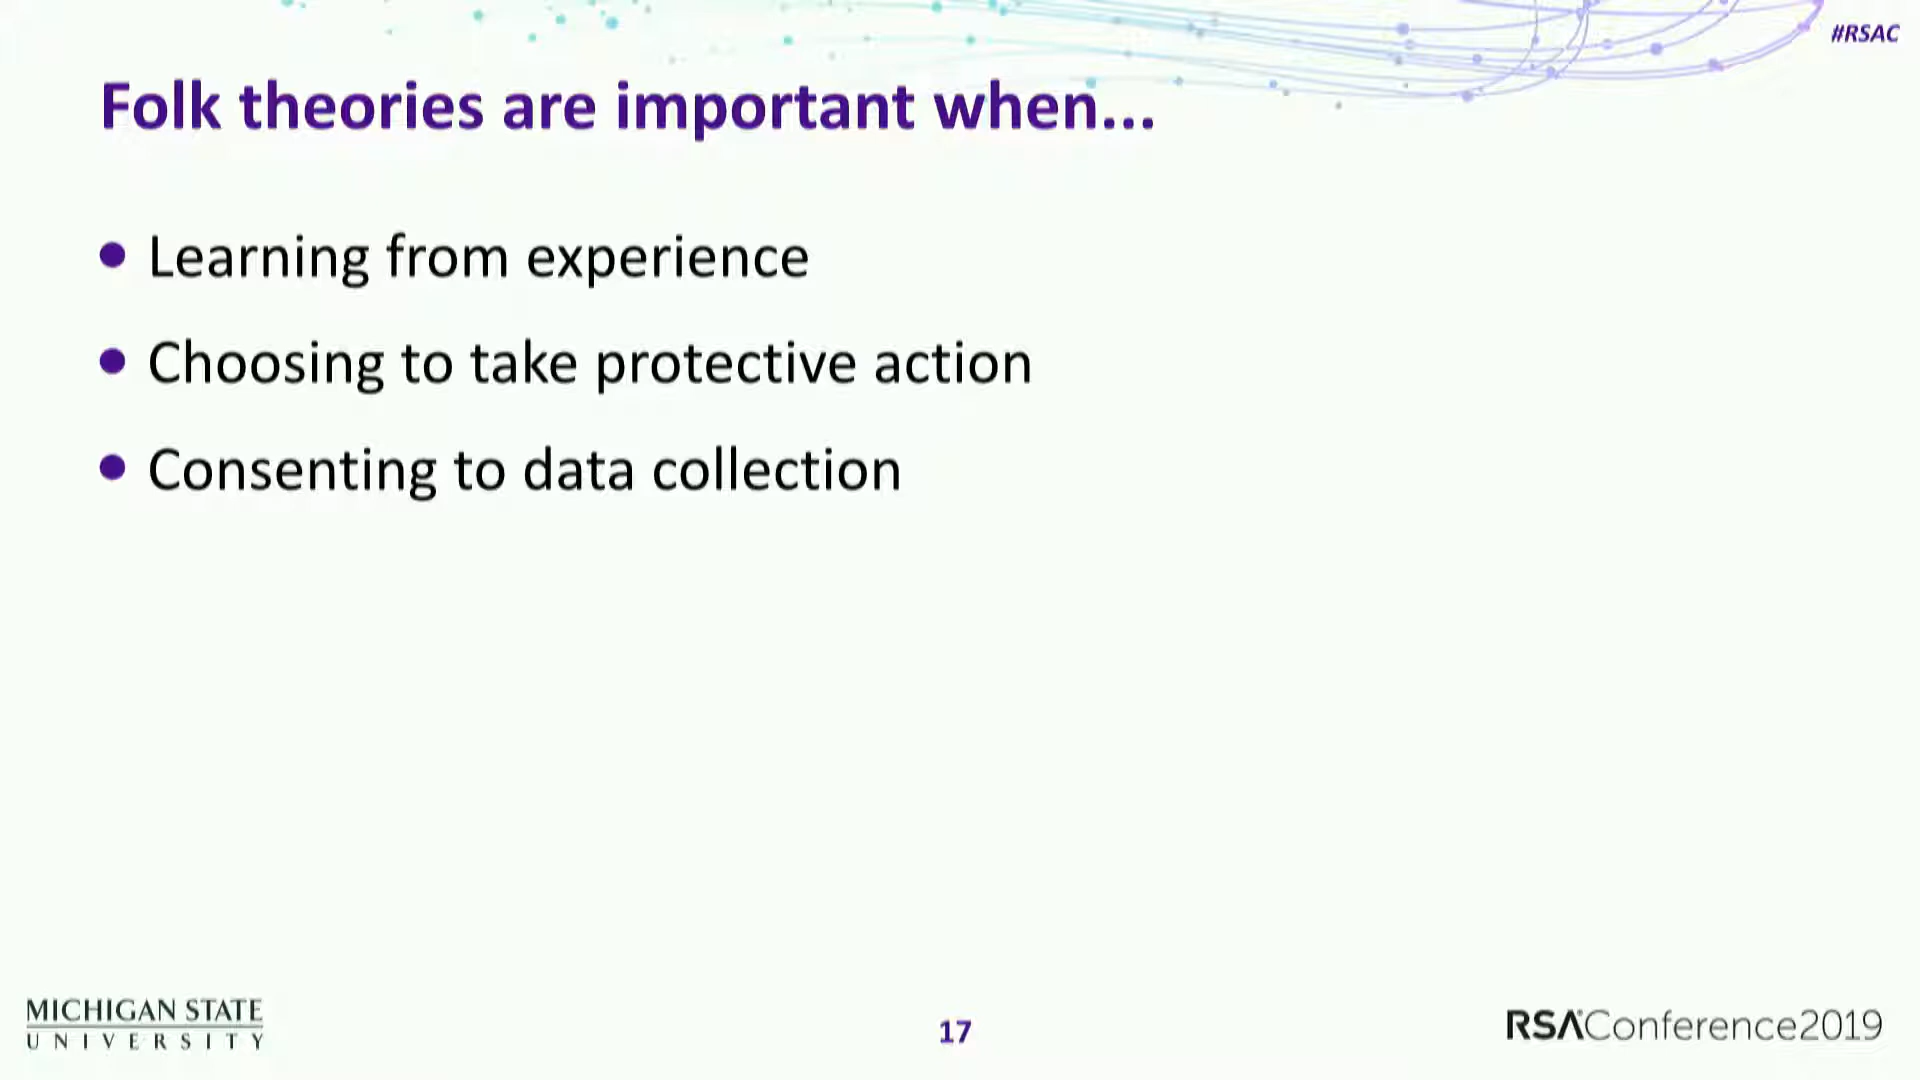 #RSAC
Folk theories are important when...
Learning from experience
Choosing to take protective action
Consenting to data collection
MICHIGAN STATE
UNIVERSITY
17
RSAConference2019